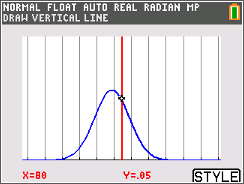 NORMAL FLOAT AUTO REAL RADIAN MP
DRAW VERTICAL LINE
X=80 Y=.05
STYLE